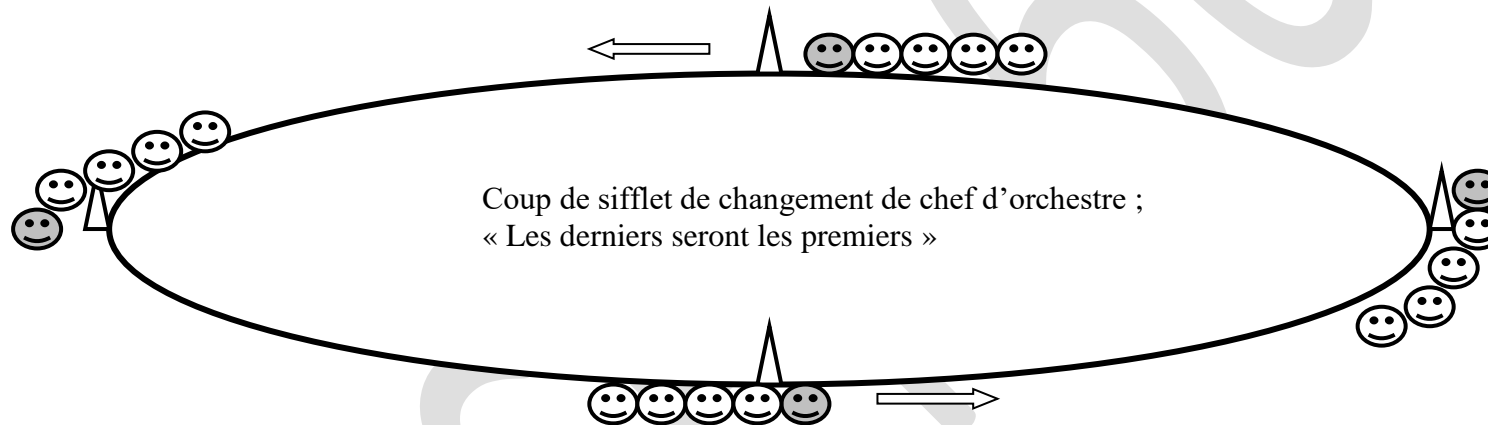 Coup de sifflet de changement de chef d'orchestre ;
« Les derniers seront les premiers »